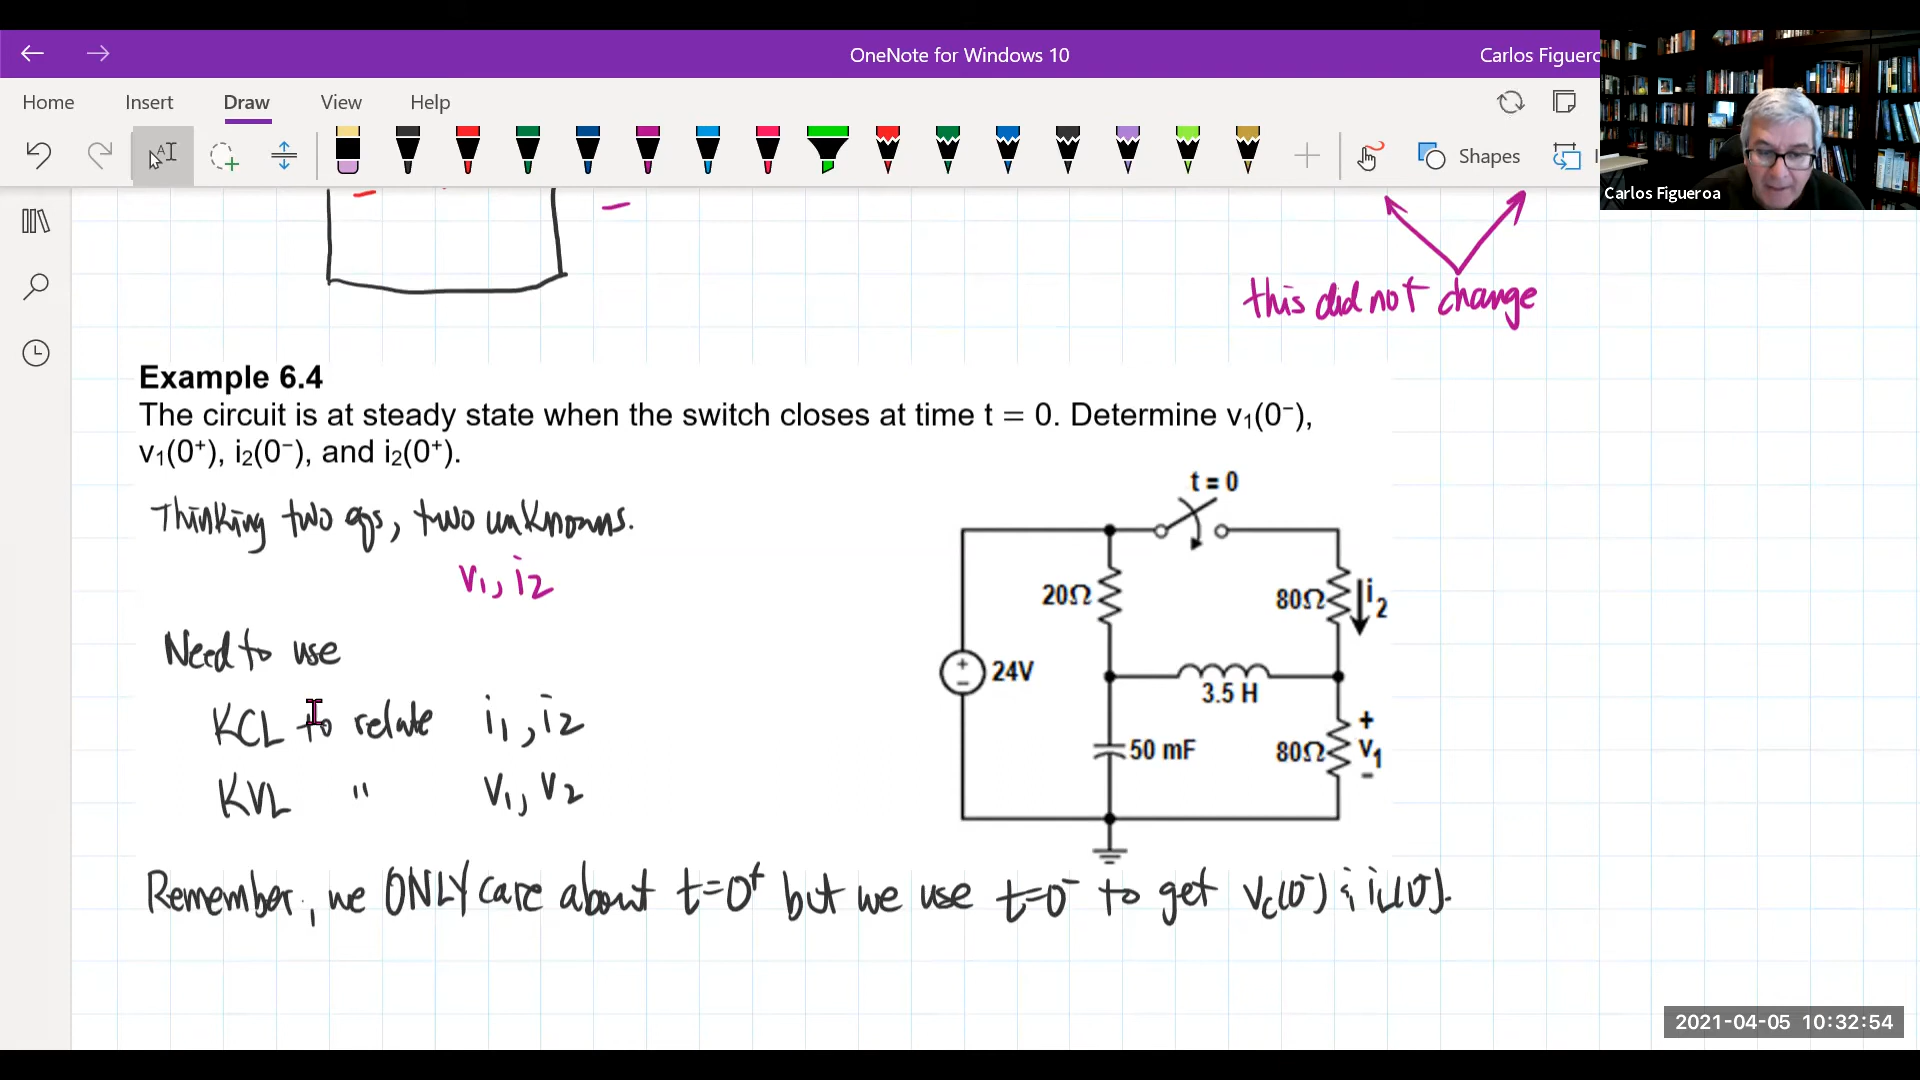 OneNote for Windows 10
Carlos Figuero
Home Insert Draw View Help
Shapes
Carlos Figueroa
this did not change
Example 6.4
The circuit is at steady state when the switch closes at time t = 0. Determine v₁(0⁻),
v₁(0⁺), i₂(0⁻), and i₂(0⁺).
Thinking two eqs, two unknowns.
v₁, i₂
Need to use
KCL to relate i₁, i₂
KVL " v₁, v₂
t = 0
20Ω
80Ω
i₂
+
−
24V
3.5 H
50 mF
80Ω
+
v₁
-
Remember, we ONLY care about t=0⁺ but we use t=0⁻ to get v_c(0⁻) ; i_L(0⁻).
2021-04-05 10:32:54